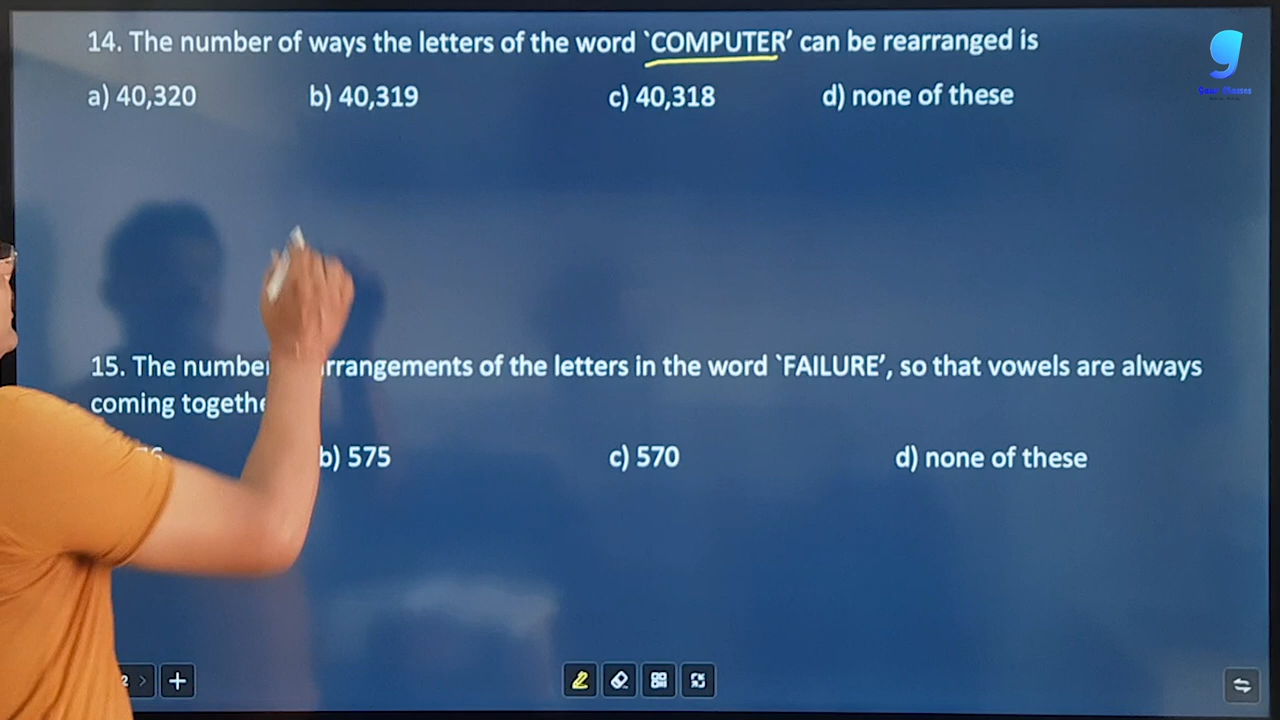 14. The number of ways the letters of the word `COMPUTER’ can be rearranged is
a) 40,320 b) 40,319 c) 40,318 d) none of these
15. The number rrangements of the letters in the word `FAILURE’, so that vowels are always
coming togethe
b) 575 c) 570 d) none of these
2